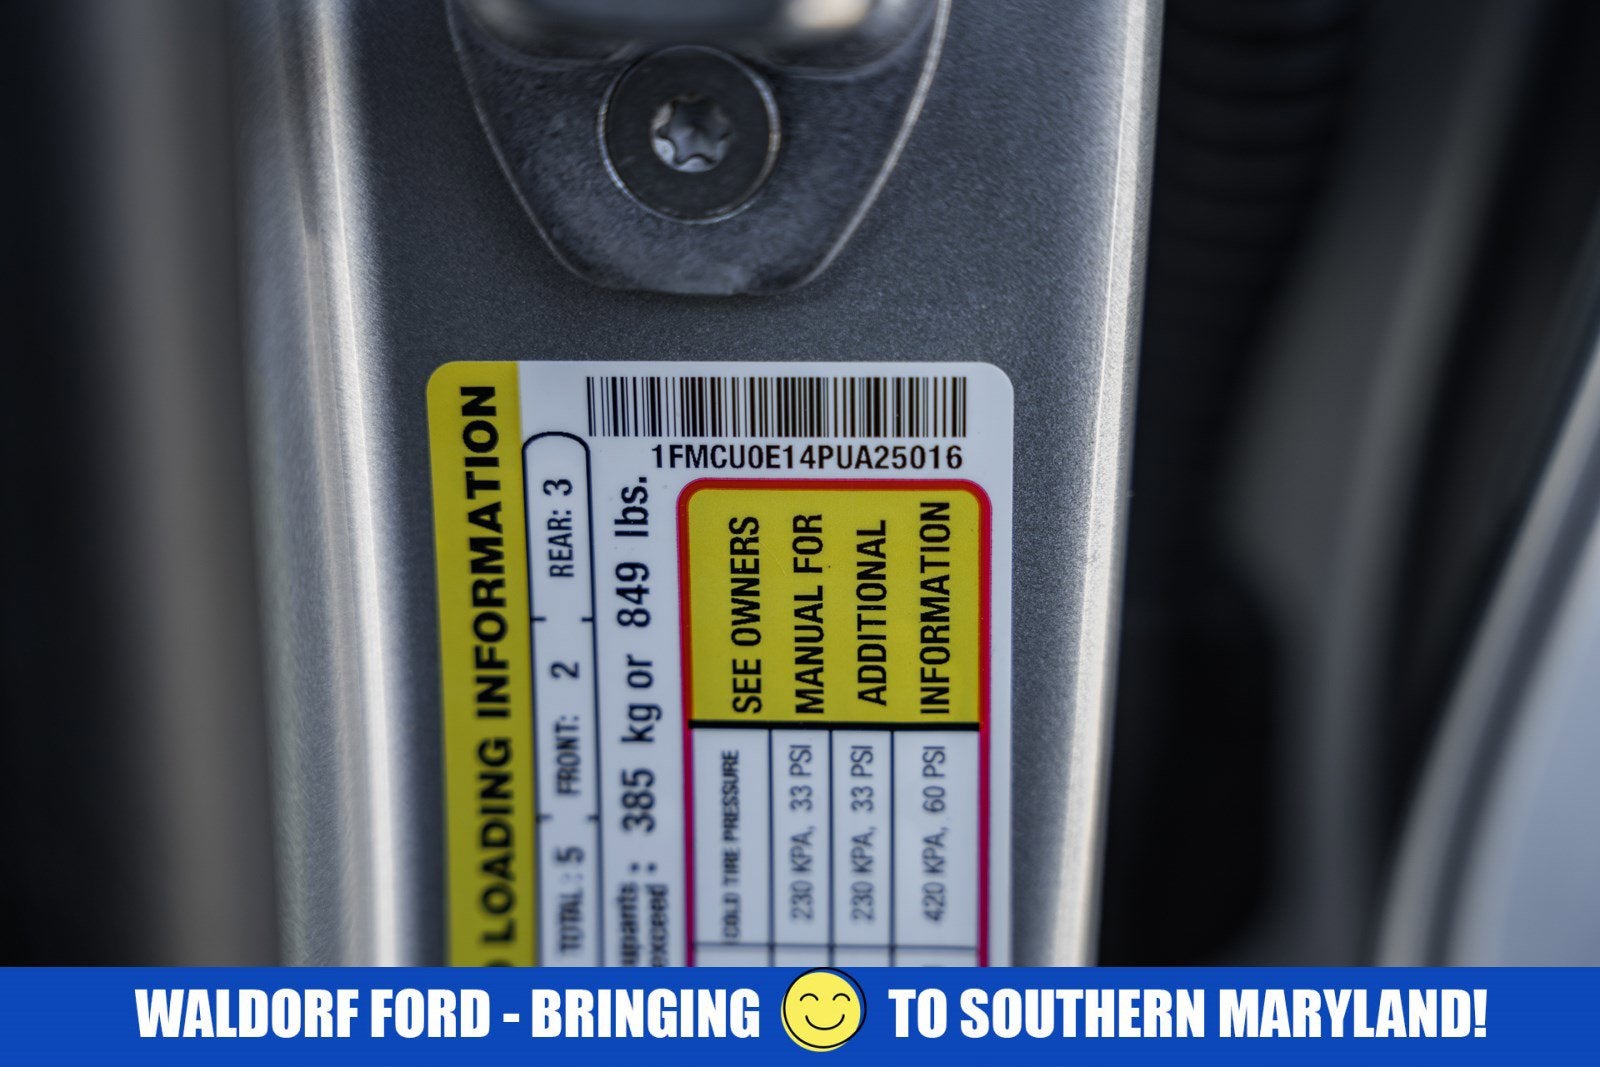 1FMCU0E14PUA25016
LOADING INFORMATION
TOTAL: 5 FRONT: 2 REAR: 3
385 kg or 849 lbs.
exceed:
COLD TIRE PRESSURE
230 KPA, 33 PSI
230 KPA, 33 PSI
420 KPA, 60 PSI
SEE OWNERS
MANUAL FOR
ADDITIONAL
INFORMATION
WALDORF FORD - BRINGING TO SOUTHERN MARYLAND!